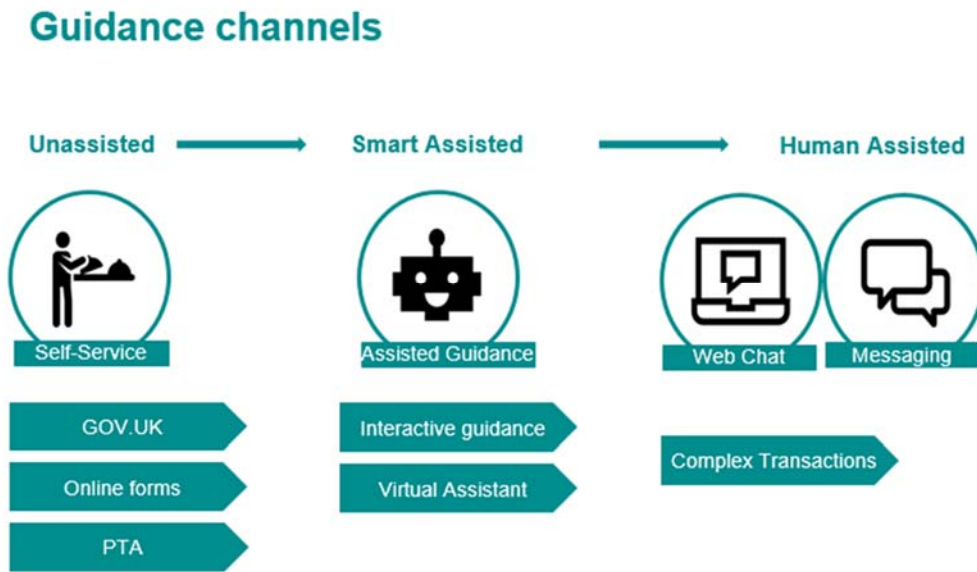 Guidance channels
Unassisted
Smart Assisted
Human Assisted
Self-Service
Assisted Guidance
Web Chat
Messaging
GOV.UK
Interactive guidance
Complex Transactions
Online forms
Virtual Assistant
PTA